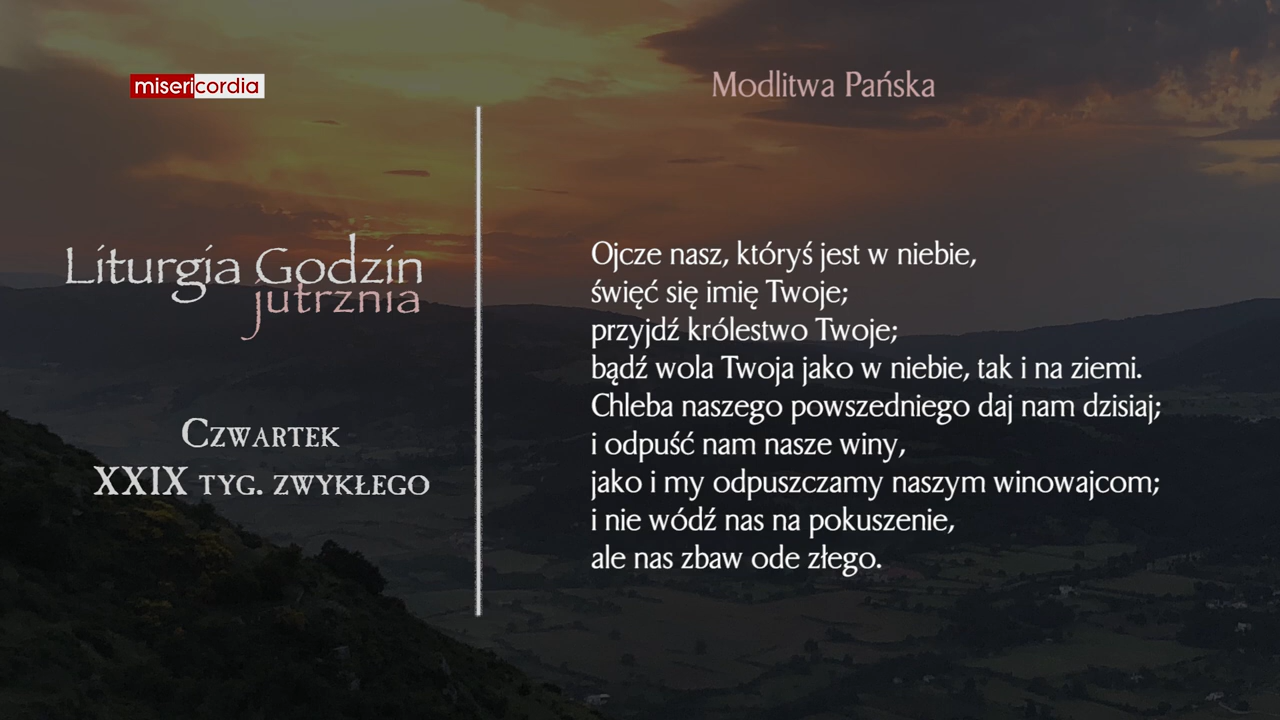 misericordia
Liturgia Godzin
jutrznia
Czwartek
XXIX tyg. zwykłego
Modlitwa Pańska
Ojcze nasz, któryś jest w niebie,
święć się imię Twoje;
przyjdź królestwo Twoje;
bądź wola Twoja jako w niebie, tak i na ziemi.
Chleba naszego powszedniego daj nam dzisiaj;
i odpuść nam nasze winy,
jako i my odpuszczamy naszym winowajcom;
i nie wódź nas na pokuszenie,
ale nas zbaw ode złego.